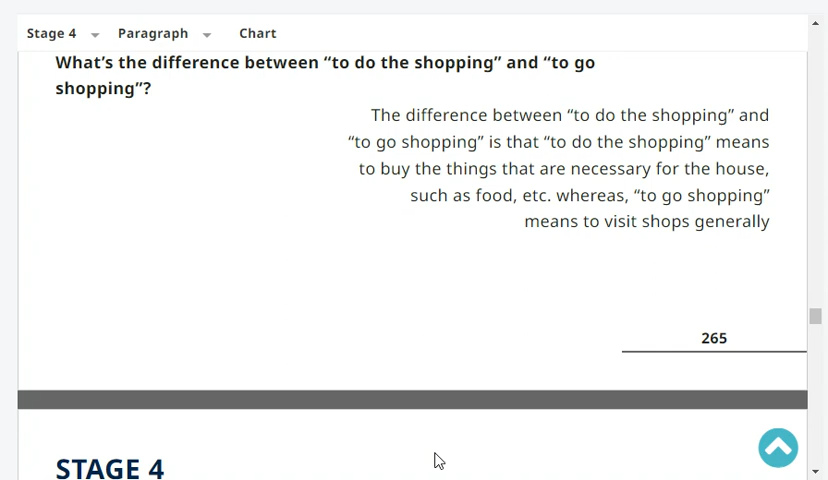 Stage 4 Paragraph Chart
What’s the difference between “to do the shopping” and “to go
shopping”?
The difference between “to do the shopping” and
“to go shopping” is that “to do the shopping” means
to buy the things that are necessary for the house,
such as food, etc. whereas, “to go shopping”
means to visit shops generally
265
STAGE 4